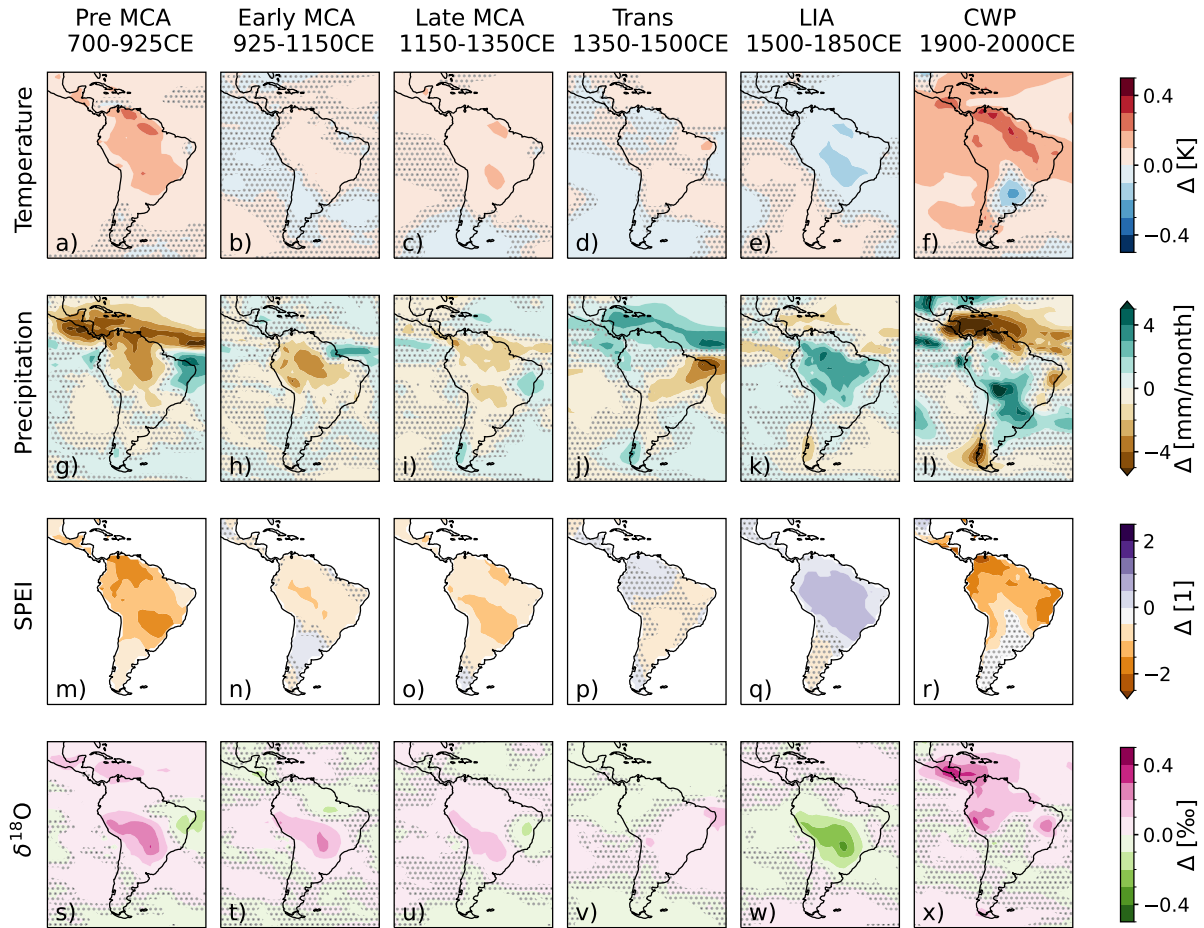 Pre MCA
700-925CE
Early MCA
925-1150CE
Late MCA
1150-1350CE
Trans
1350-1500CE
LIA
1500-1850CE
CWP
1900-2000CE
Temperature
a)
b)
c)
d)
e)
f)
0.4
0.0
−0.4
Δ [K]
Precipitation
g)
h)
i)
j)
k)
l)
4
0
−4
Δ [mm/month]
SPEI
m)
n)
o)
p)
q)
r)
2
0
−2
Δ [1]
δ¹⁸O
s)
t)
u)
v)
w)
x)
0.4
0.0
−0.4
Δ [‰]